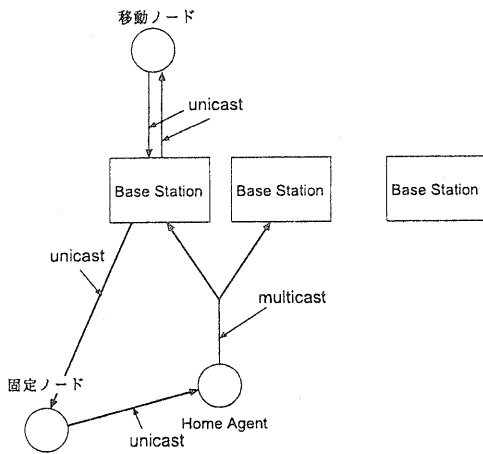 移動ノード
unicast
Base Station
Base Station
Base Station
unicast
multicast
固定ノード
Home Agent
unicast